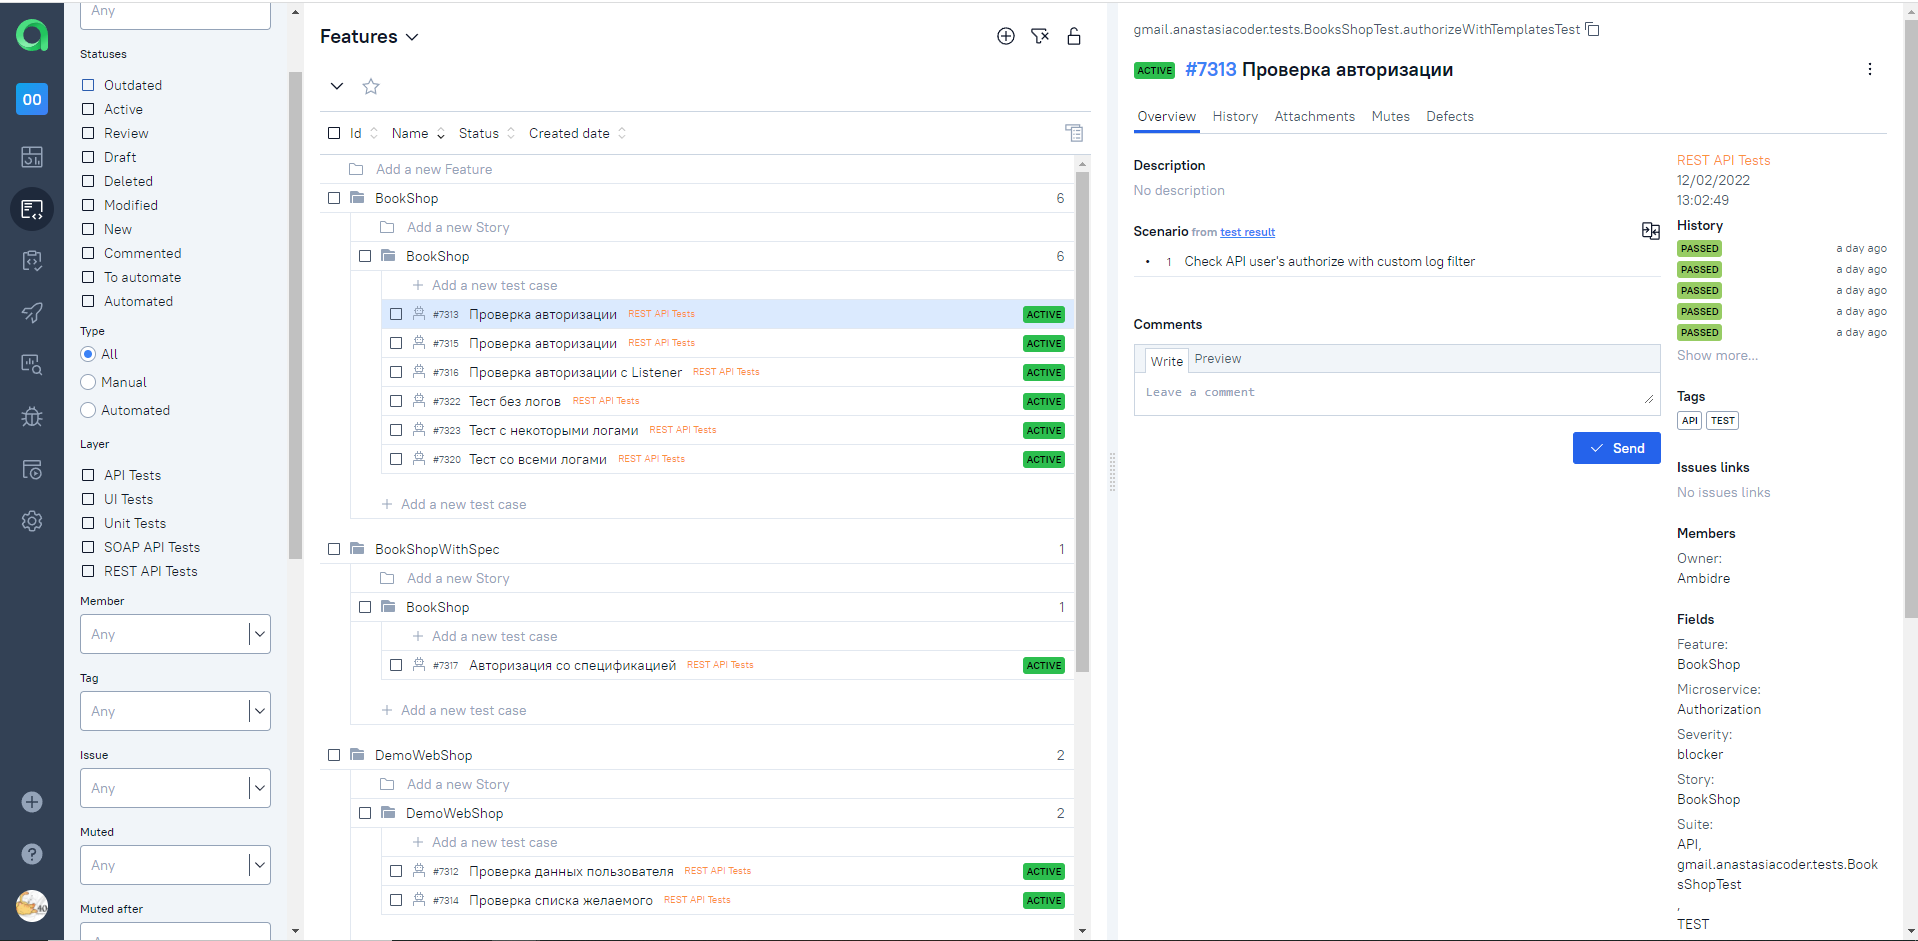 Any
Statuses
Outdated
Active
Review
Draft
Deleted
Modified
New
Commented
To automate
Automated
Type
All
Manual
Automated
Layer
API Tests
UI Tests
Unit Tests
SOAP API Tests
REST API Tests
Member
Any
Tag
Any
Issue
Any
Muted
Any
Muted after
00
Features
Id Name Status Created date
Add a new Feature
BookShop 6
Add a new Story
BookShop 6
Add a new test case
#7313 Проверка авторизации REST API Tests ACTIVE
#7315 Проверка авторизации REST API Tests ACTIVE
#7316 Проверка авторизации с Listener REST API Tests ACTIVE
#7322 Тест без логов REST API Tests ACTIVE
#7323 Тест с некоторыми логами REST API Tests ACTIVE
#7320 Тест со всеми логами REST API Tests ACTIVE
Add a new test case
BookShopWithSpec 1
Add a new Story
BookShop 1
Add a new test case
#7317 Авторизация со спецификацией REST API Tests ACTIVE
Add a new test case
DemoWebShop 2
Add a new Story
DemoWebShop 2
Add a new test case
#7312 Проверка данных пользователя REST API Tests ACTIVE
#7314 Проверка списка желаемого REST API Tests ACTIVE
gmail.anastasiacoder.tests.BooksShopTest.authorizeWithTemplatesTest
ACTIVE #7313 Проверка авторизации
Overview History Attachments Mutes Defects
Description
No description
Scenario from test result
• 1 Check API user's authorize with custom log filter
Comments
Write Preview
Leave a comment
Send
REST API Tests
12/02/2022
13:02:49
History
PASSED a day ago
PASSED a day ago
PASSED a day ago
PASSED a day ago
PASSED a day ago
Show more...
Tags
API TEST
Issues links
No issues links
Members
Owner:
Ambidre
Fields
Feature:
BookShop
Microservice:
Authorization
Severity:
blocker
Story:
BookShop
Suite:
API,
gmail.anastasiacoder.tests.Book
sShopTest
,
TEST